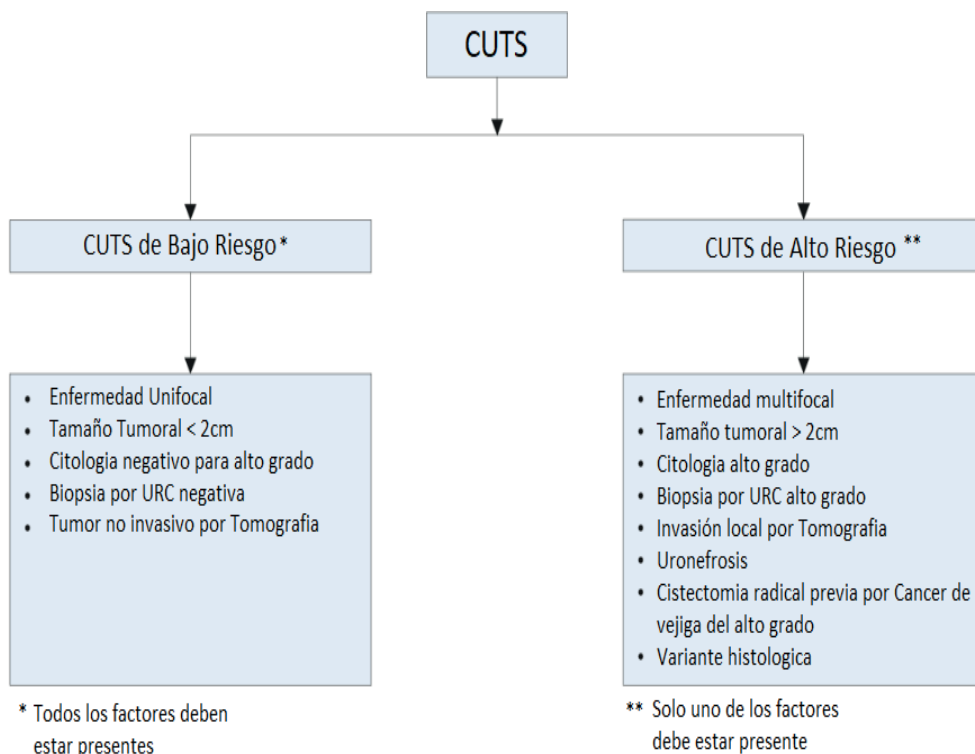 CUTS
CUTS de Bajo Riesgo *
CUTS de Alto Riesgo **
• Enfermedad Unifocal
• Tamaño Tumoral < 2cm
• Citologia negativo para alto grado
• Biopsia por URC negativa
• Tumor no invasivo por Tomografia
• Enfermedad multifocal
• Tamaño tumoral > 2cm
• Citologia alto grado
• Biopsia por URC alto grado
• Invasión local por Tomografia
• Uronefrosis
• Cistectomia radical previa por Cancer de
vejiga del alto grado
• Variante histologica
* Todos los factores deben
estar presentes
** Solo uno de los factores
debe estar presente